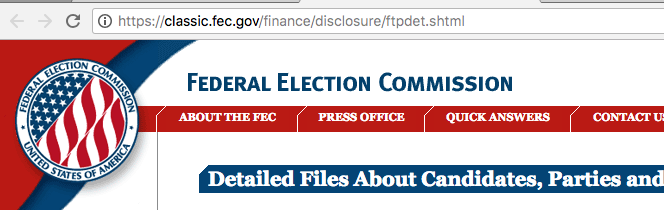 https://classic.fec.gov/finance/disclosure/ftpdet.shtml
FEDERAL ELECTION COMMISSION
UNITED STATES OF AMERICA
FEDERAL ELECTION COMMISSION
ABOUT THE FEC PRESS OFFICE QUICK ANSWERS CONTACT US
Detailed Files About Candidates, Parties and